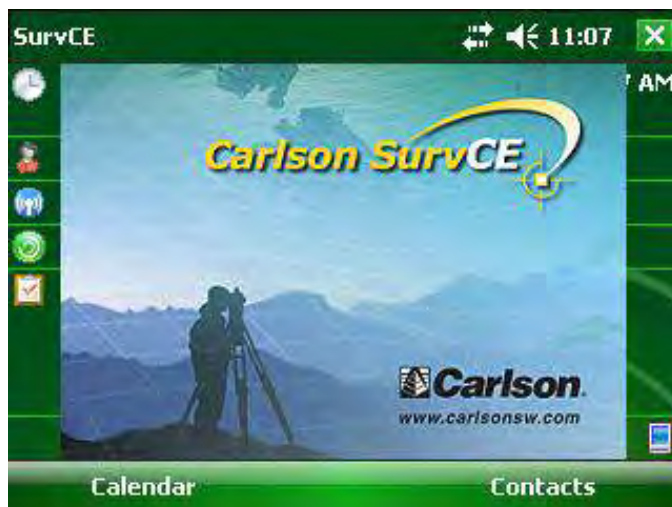 SurvCE 11:07
AM
Carlson SurvCE
Carlson
www.carlsonsw.com
Calendar Contacts